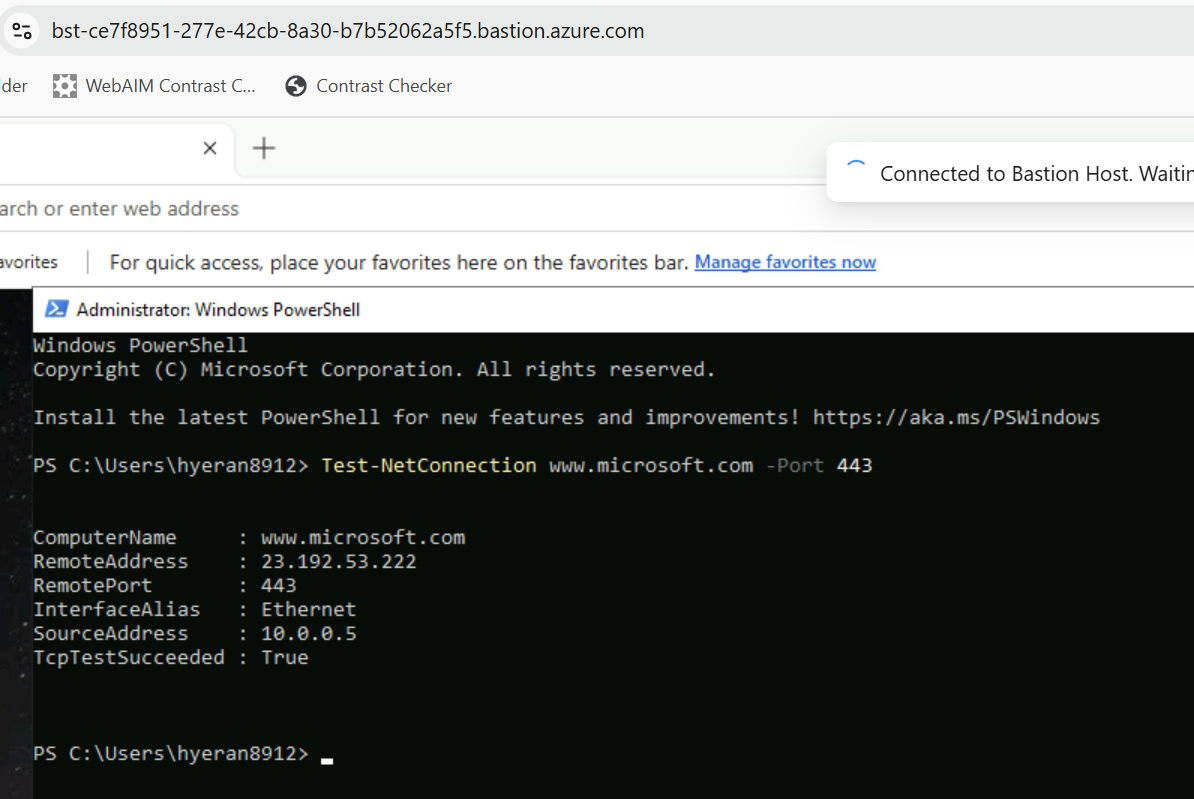 bst-ce7f8951-277e-42cb-8a30-b7b52062a5f5.bastion.azure.com
der WebAIM Contrast C... Contrast Checker
Connected to Bastion Host. Waitin
arch or enter web address
avorites For quick access, place your favorites here on the favorites bar. Manage favorites now
Administrator: Windows PowerShell
Windows PowerShell
Copyright (C) Microsoft Corporation. All rights reserved.
Install the latest PowerShell for new features and improvements! https://aka.ms/PSWindows
PS C:\Users\hyeran8912> Test-NetConnection www.microsoft.com -Port 443
ComputerName : www.microsoft.com
RemoteAddress : 23.192.53.222
RemotePort : 443
InterfaceAlias : Ethernet
SourceAddress : 10.0.0.5
TcpTestSucceeded : True
PS C:\Users\hyeran8912>